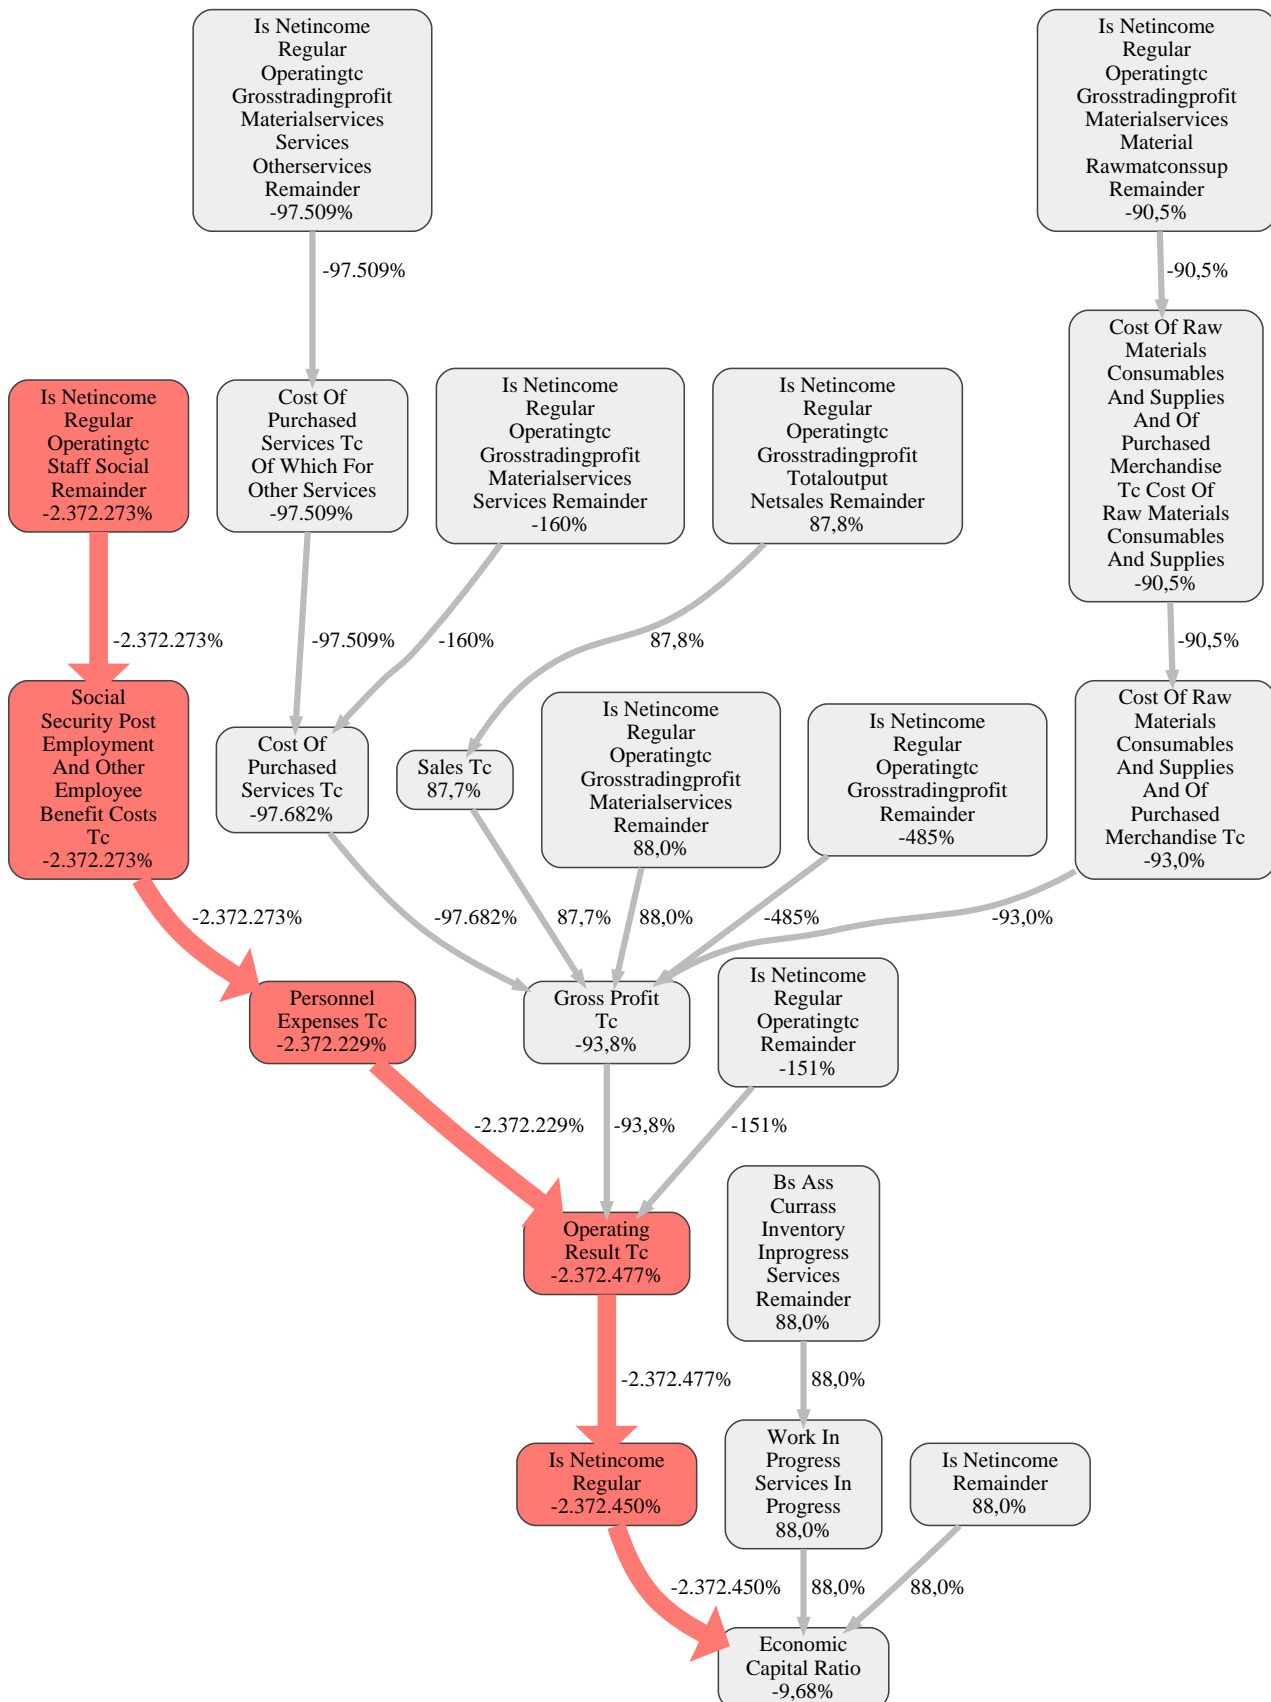 Is Netincome
Regular
Operatingtc
Grosstradingprofit
Materialservices
Services
Otherservices
Remainder
-97.509%
Is Netincome
Regular
Operatingtc
Grosstradingprofit
Materialservices
Material
Rawmatconssup
Remainder
-90,5%
-97.509%
-90,5%
Is Netincome
Regular
Operatingtc
Staff Social
Remainder
-2.372.273%
Cost Of
Purchased
Services Tc
Of Which For
Other Services
-97.509%
Is Netincome
Regular
Operatingtc
Grosstradingprofit
Materialservices
Services Remainder
-160%
Is Netincome
Regular
Operatingtc
Grosstradingprofit
Totaloutput
Netsales Remainder
87,8%
Cost Of Raw
Materials
Consumables
And Supplies
And Of
Purchased
Merchandise
Tc Cost Of
Raw Materials
Consumables
And Supplies
-90,5%
-2.372.273%
-97.509%
-160%
87,8%
-90,5%
Social
Security Post
Employment
And Other
Employee
Benefit Costs
Tc
-2.372.273%
Cost Of
Purchased
Services Tc
-97.682%
Sales Tc
87,7%
Is Netincome
Regular
Operatingtc
Grosstradingprofit
Materialservices
Remainder
88,0%
Is Netincome
Regular
Operatingtc
Grosstradingprofit
Remainder
-485%
Cost Of Raw
Materials
Consumables
And Supplies
And Of
Purchased
Merchandise Tc
-93,0%
-2.372.273%
-97.682%
87,7%
88,0%
-485%
-93,0%
Personnel
Expenses Tc
-2.372.229%
Gross Profit
Tc
-93,8%
Is Netincome
Regular
Operatingtc
Remainder
-151%
-2.372.229%
-93,8%
-151%
Operating
Result Tc
-2.372.477%
Bs Ass
Currass
Inventory
Inprogress
Services
Remainder
88,0%
-2.372.477%
88,0%
Is Netincome
Regular
-2.372.450%
Work In
Progress
Services In
Progress
88,0%
Is Netincome
Remainder
88,0%
-2.372.450%
88,0%
88,0%
Economic
Capital Ratio
-9,68%